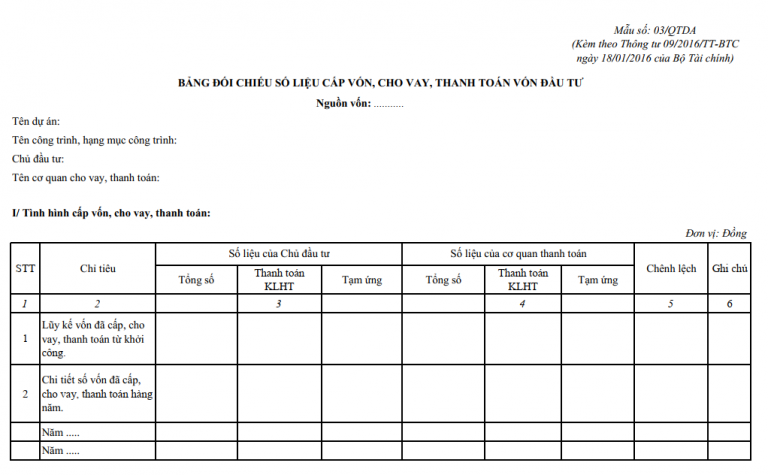 Mẫu số: 03/QTDA
(Kèm theo Thông tư 09/2016/TT-BTC
ngày 18/01/2016 của Bộ Tài chính)
BẢNG ĐỐI CHIẾU SỐ LIỆU CẤP VỐN, CHO VAY, THANH TOÁN VỐN ĐẦU TƯ
Nguồn vốn: ...........
Tên dự án:
Tên công trình, hạng mục công trình:
Chủ đầu tư:
Tên cơ quan cho vay, thanh toán:
I/ Tình hình cấp vốn, cho vay, thanh toán:
Đơn vị: Đồng
STT
Chỉ tiêu
Số liệu của Chủ đầu tư
Số liệu của cơ quan thanh toán
Chênh lệch
Ghi chú
Tổng số
Thanh toán
KLHT
Tạm ứng
Tổng số
Thanh toán
KLHT
Tạm ứng
1
2
3
4
5
6
1
Lũy kế vốn đã cấp, cho
vay, thanh toán từ khởi
công.
2
Chi tiết số vốn đã cấp,
cho vay, thanh toán hàng
năm.
Năm .....
Năm .....